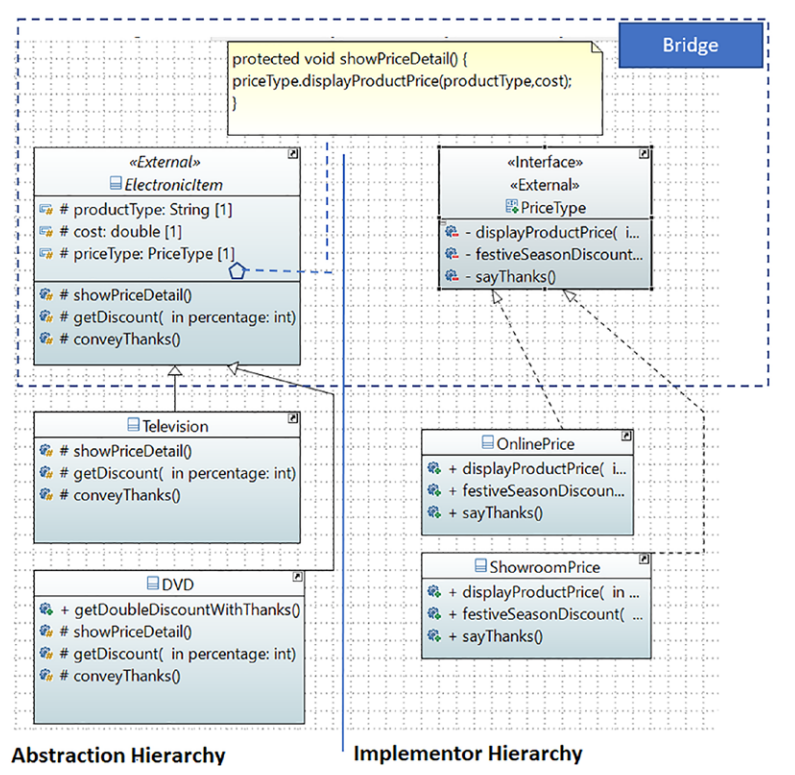 Bridge
protected void showPriceDetail() {
priceType.displayProductPrice(productType,cost);
}
«External»
ElectronicItem
# productType: String [1]
# cost: double [1]
# priceType: PriceType [1]
# showPriceDetail()
# getDiscount( in percentage: int)
# conveyThanks()
«Interface»
«External»
PriceType
- displayProductPrice( i...
- festiveSeasonDiscount...
- sayThanks()
Television
# showPriceDetail()
# getDiscount( in percentage: int)
# conveyThanks()
OnlinePrice
+ displayProductPrice( i...
+ festiveSeasonDiscoun...
+ sayThanks()
DVD
+ getDoubleDiscountWithThanks()
# showPriceDetail()
# getDiscount( in percentage: int)
# conveyThanks()
ShowroomPrice
+ displayProductPrice( in ...
+ festiveSeasonDiscount( ...
+ sayThanks()
Abstraction Hierarchy
Implementor Hierarchy